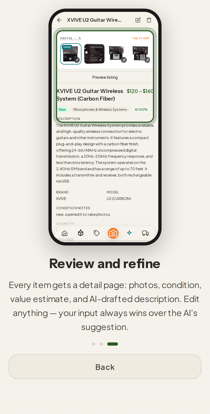 XVIVE U2 Guitar Wirele...
Preview listing
XVIVE U2 Guitar Wireless $120 – $160
System (Carbon Fiber)
New Microphones & Wireless Systems
DESCRIPTION
The XVIVE U2 Guitar Wireless System provides a reliable
and high-quality wireless connection for electric
guitars and other instruments. It features a compact
plug-and-play design with a carbon fiber finish,
offering 24-bit/48kHz uncompressed digital
transmission, a 20Hz–20kHz frequency response, and
less than 6ms latency. The system operates on the
2.4GHz ISM band and has a range of up to 70 feet. It
includes a transmitter and receiver, both rechargeable
via USB.
BRAND MODEL
XVIVE U2 (CARBON)
CONDITION NOTES
Review and refine
Every item gets a detail page: photos, condition,
value estimate, and AI-drafted description. Edit
anything — your input always wins over the AI's
suggestion.
Back